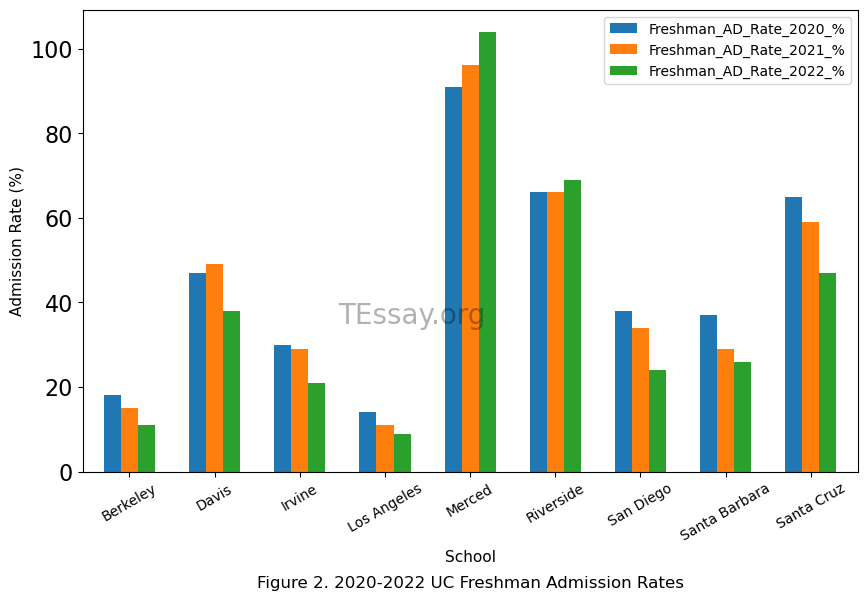 Freshman_AD_Rate_2020_%
Freshman_AD_Rate_2021_%
Freshman_AD_Rate_2022_%
Admission Rate (%)
100
80
60
40
20
0
TEssay.org
Berkeley
Davis
Irvine
Los Angeles
Merced
Riverside
San Diego
Santa Barbara
Santa Cruz
School
Figure 2. 2020-2022 UC Freshman Admission Rates